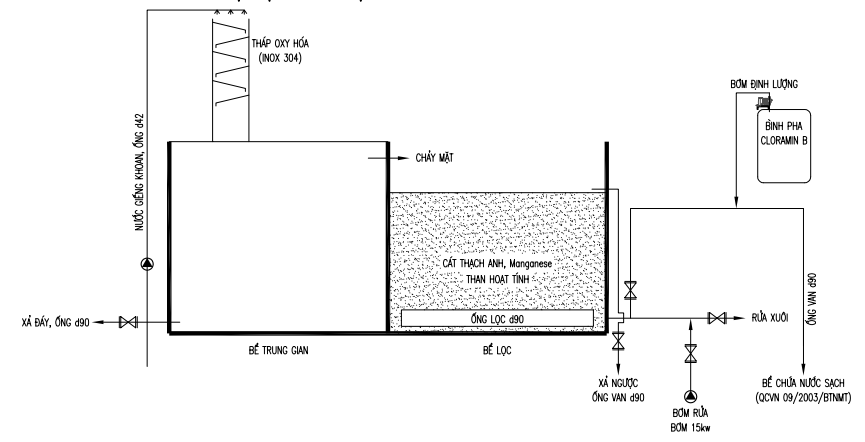 THÁP OXY HÓA
(INOX 304)
NƯỚC GIẾNG KHOAN, ỐNG d42
CHẢY MẶT
BƠM ĐỊNH LƯỢNG
BÌNH PHA
CLORAMIN B
CÁT THẠCH ANH, Manganese
THAN HOẠT TÍNH
ỐNG LỌC d90
XẢ ĐÁY, ỐNG d90
BỂ TRUNG GIAN
BỂ LỌC
RỬA XUÔI
ỐNG VAN d90
XẢ NGƯỢC
ỐNG VAN d90
BƠM RỬA
BƠM 15kw
BỂ CHỨA NƯỚC SẠCH
(QCVN 09/2003/BTNMT)